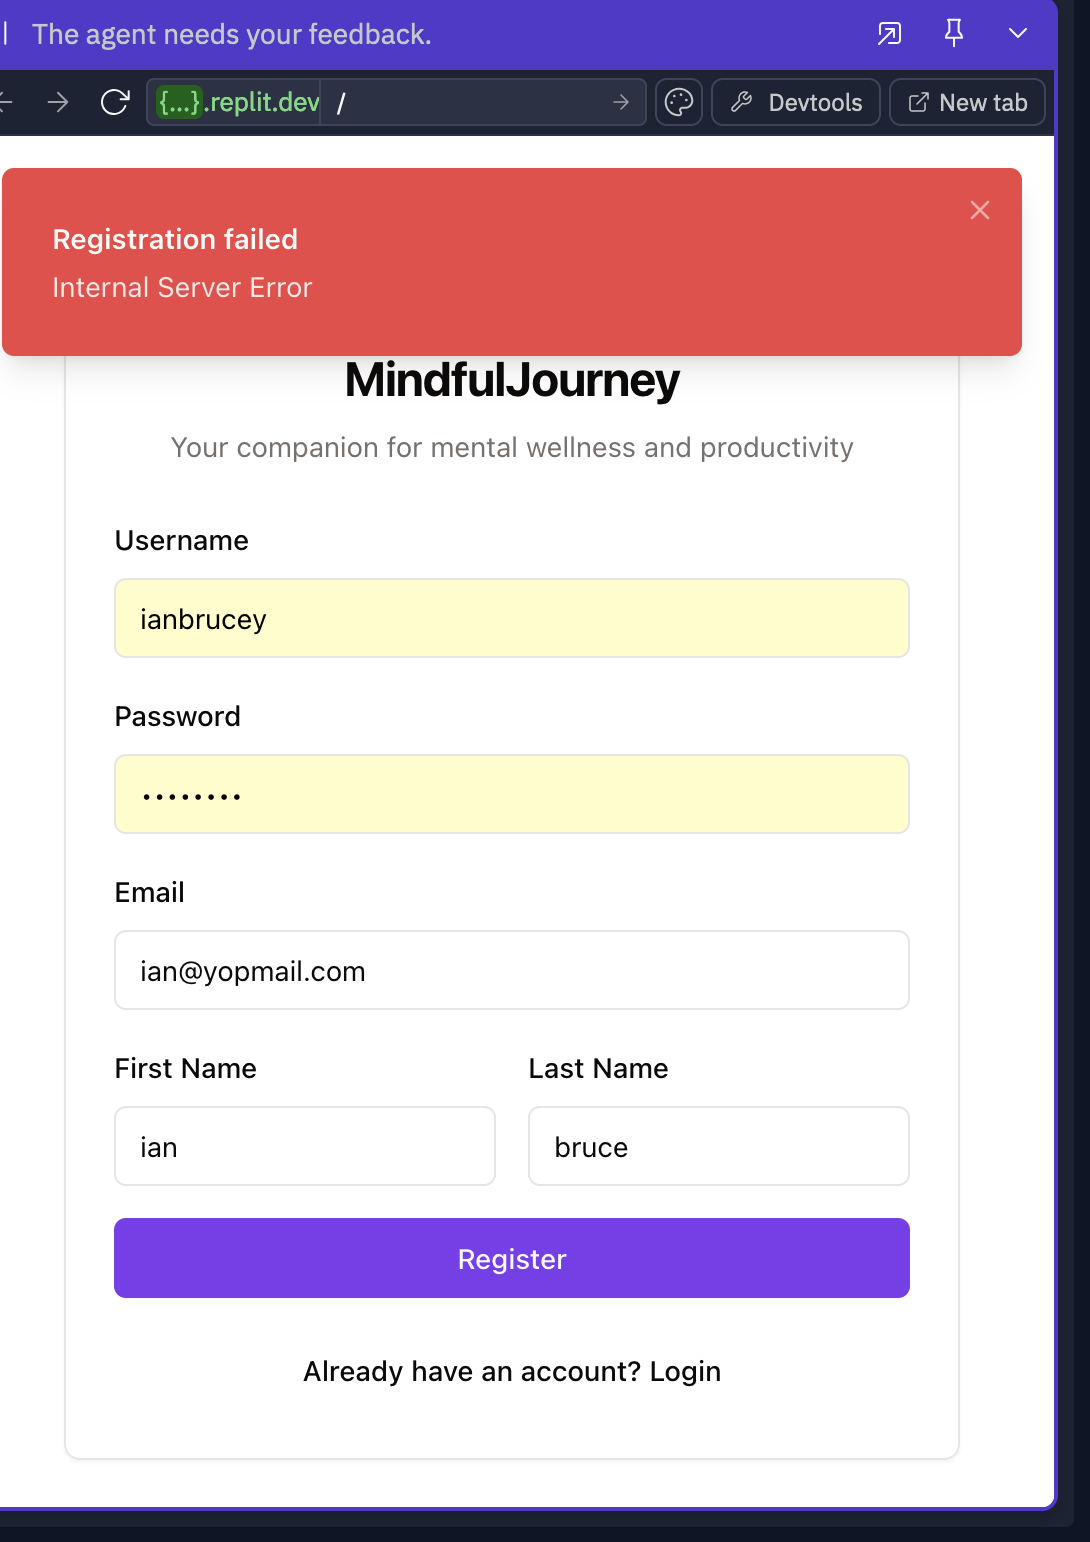 The agent needs your feedback.
{...}.replit.dev /
Devtools
New tab
Registration failed
Internal Server Error
MindfulJourney
Your companion for mental wellness and productivity
Username
ianbrucey
Password
••••••••
Email
ian@yopmail.com
First Name
Last Name
ian
bruce
Register
Already have an account? Login